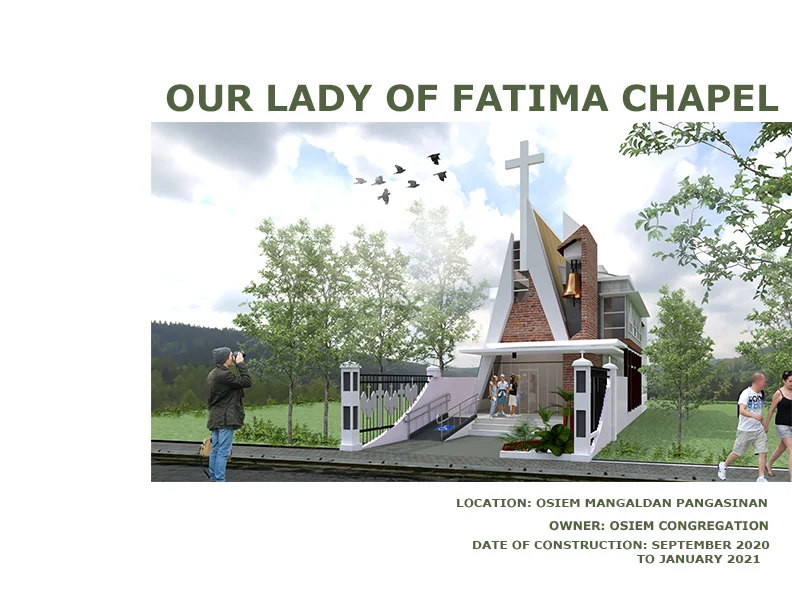 OUR LADY OF FATIMA CHAPEL
LOCATION: OSIEM MANGALDAN PANGASINAN
OWNER: OSIEM CONGREGATION
DATE OF CONSTRUCTION: SEPTEMBER 2020
TO JANUARY 2021